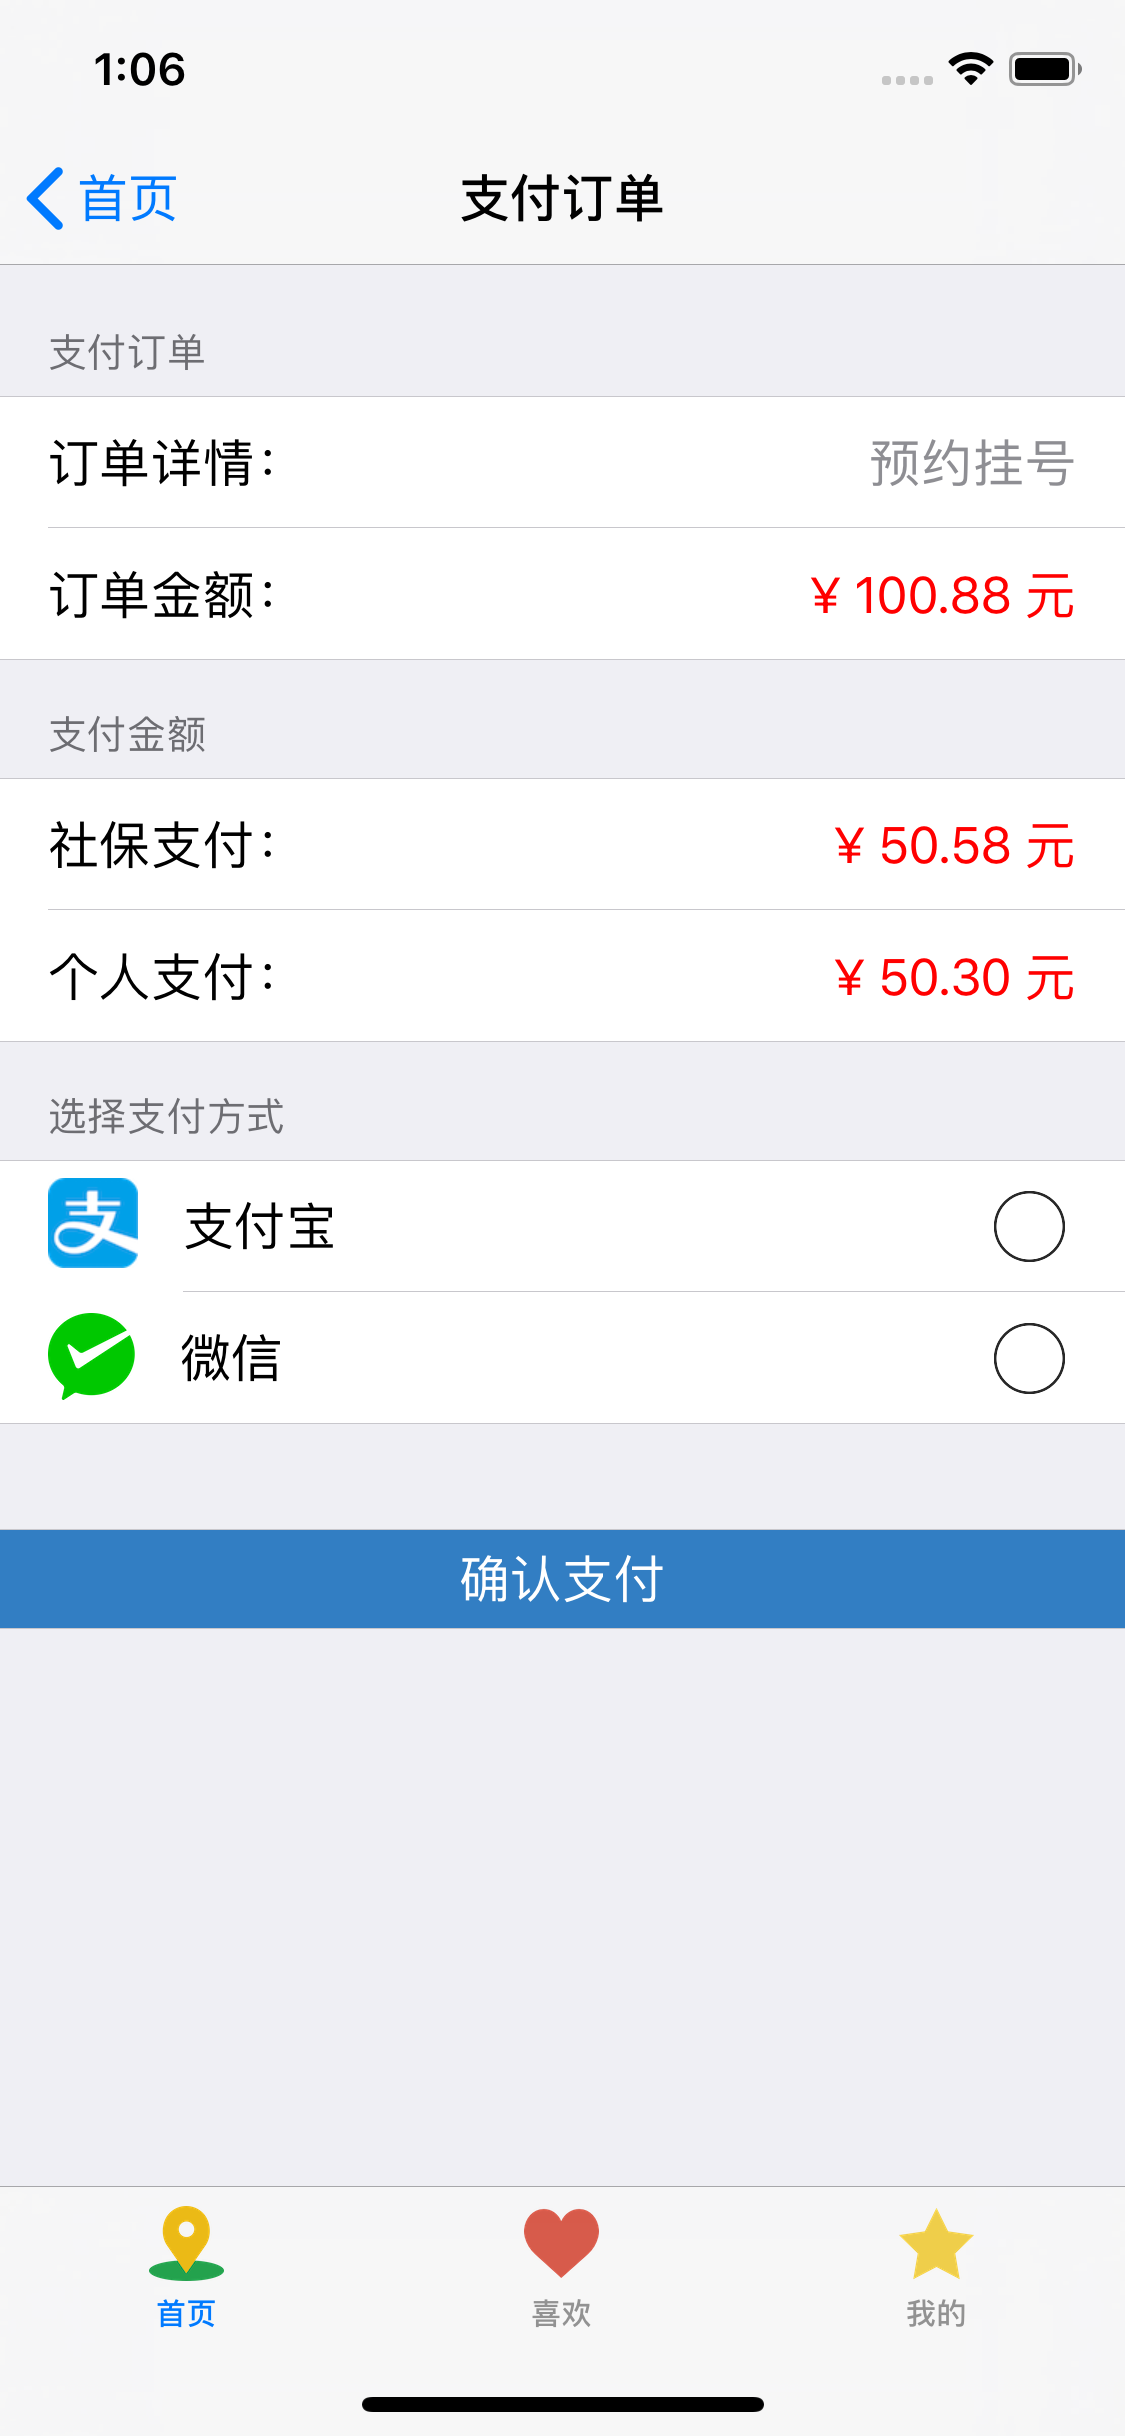 1:06
首页
支付订单
支付订单
订单详情：
预约挂号
订单金额：
¥ 100.88 元
支付金额
社保支付：
¥ 50.58 元
个人支付：
¥ 50.30 元
选择支付方式
支 支付宝
微信
确认支付
首页
喜欢
我的